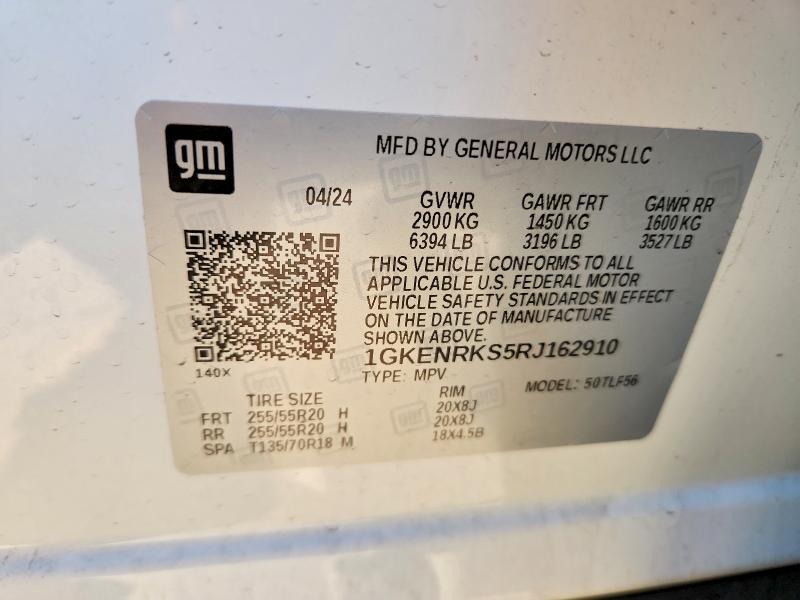 gm
MFD BY GENERAL MOTORS LLC
04/24 GVWR GAWR FRT GAWR RR
2900 KG 1450 KG 1600 KG
6394 LB 3196 LB 3527 LB
THIS VEHICLE CONFORMS TO ALL
APPLICABLE U.S. FEDERAL MOTOR
VEHICLE SAFETY STANDARDS IN EFFECT
ON THE DATE OF MANUFACTURE
SHOWN ABOVE.
1GKENRKS5RJ162910
140X
TYPE: MPV MODEL: 50TLF56
TIRE SIZE RIM
FRT 255/55R20 H 20X8J
RR 255/55R20 H 20X8J
SPA T135/70R18 M 18X4.5B